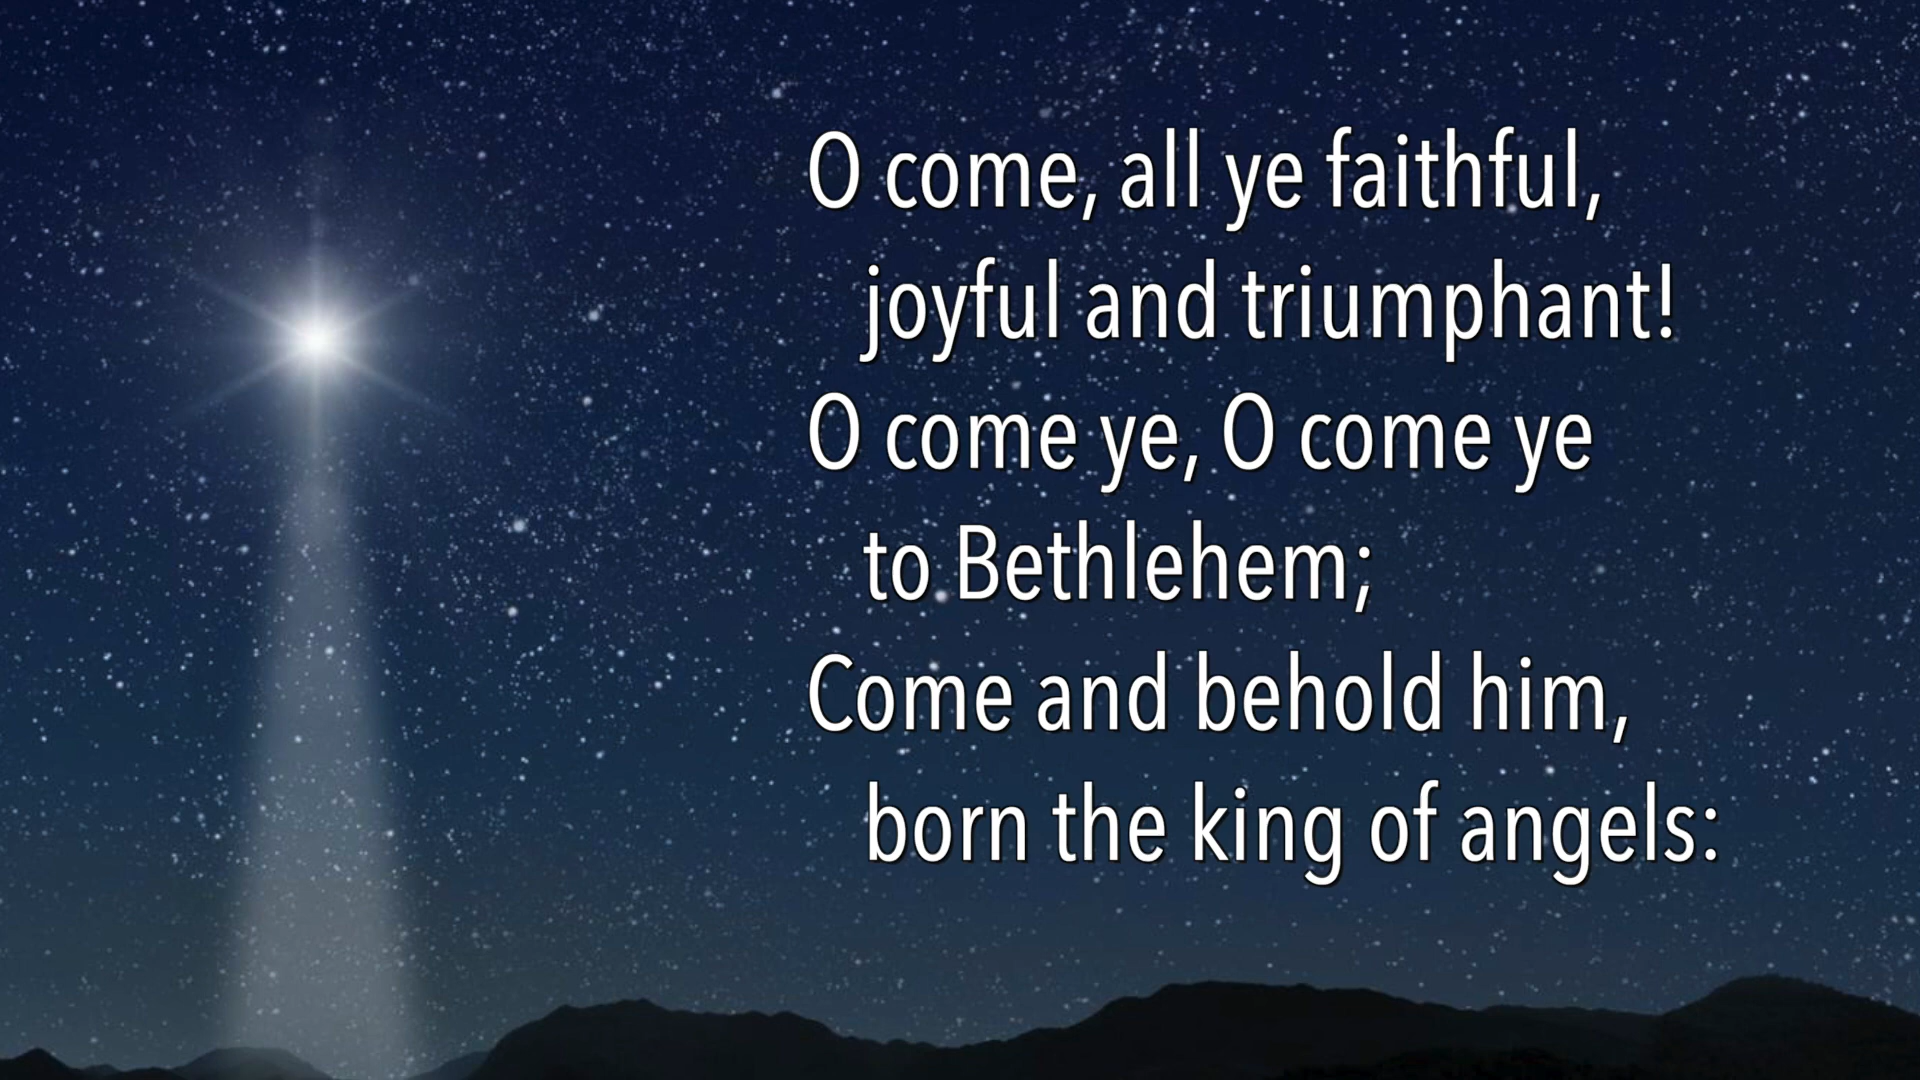 O come, all ye faithful,
joyful and triumphant!
O come ye, O come ye
to Bethlehem;
Come and behold him,
born the king of angels: